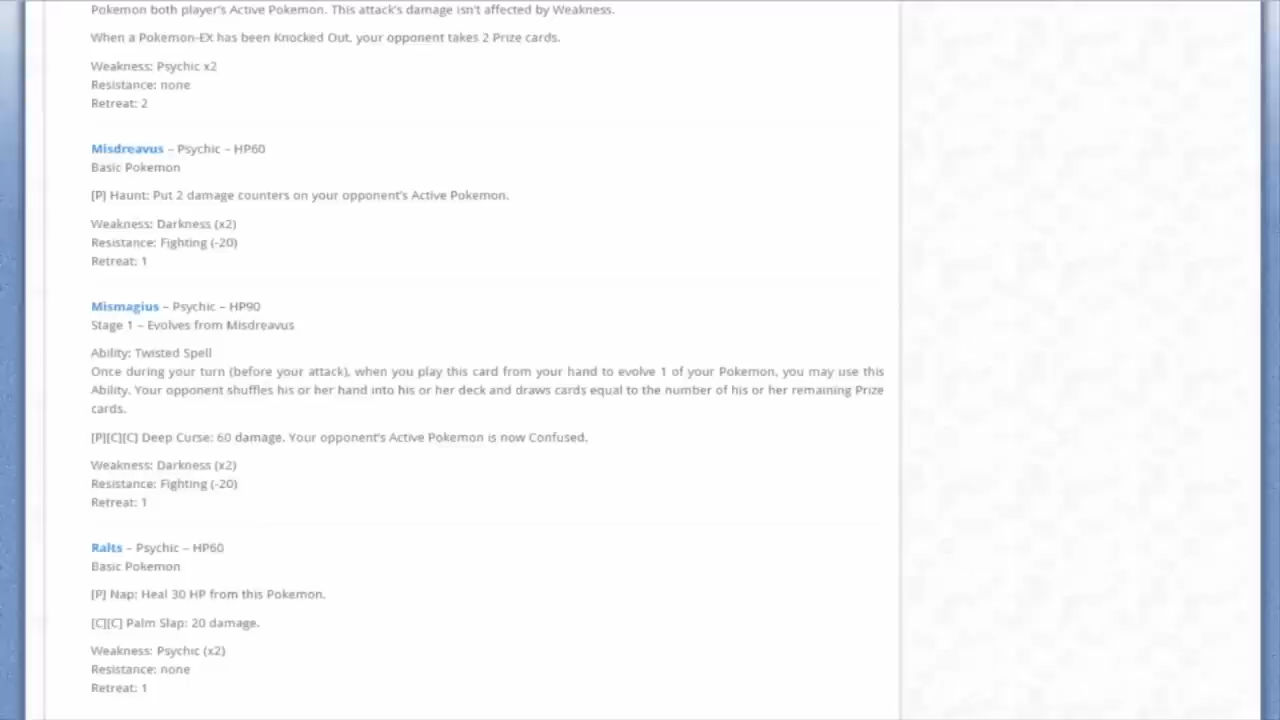 Pokemon both player's Active Pokemon. This attack's damage isn't affected by Weakness.
When a Pokemon-EX has been Knocked Out, your opponent takes 2 Prize cards.
Weakness: Psychic x2
Resistance: none
Retreat: 2
Misdreavus – Psychic – HP60
Basic Pokemon
[P] Haunt: Put 2 damage counters on your opponent's Active Pokemon.
Weakness: Darkness (x2)
Resistance: Fighting (-20)
Retreat: 1
Mismagius – Psychic – HP90
Stage 1 – Evolves from Misdreavus
Ability: Twisted Spell
Once during your turn (before your attack), when you play this card from your hand to evolve 1 of your Pokemon, you may use this
Ability. Your opponent shuffles his or her hand into his or her deck and draws cards equal to the number of his or her remaining Prize
cards.
[P][C][C] Deep Curse: 60 damage. Your opponent's Active Pokemon is now Confused.
Weakness: Darkness (x2)
Resistance: Fighting (-20)
Retreat: 1
Ralts – Psychic – HP60
Basic Pokemon
[P] Nap: Heal 30 HP from this Pokemon.
[C][C] Palm Slap: 20 damage.
Weakness: Psychic (x2)
Resistance: none
Retreat: 1